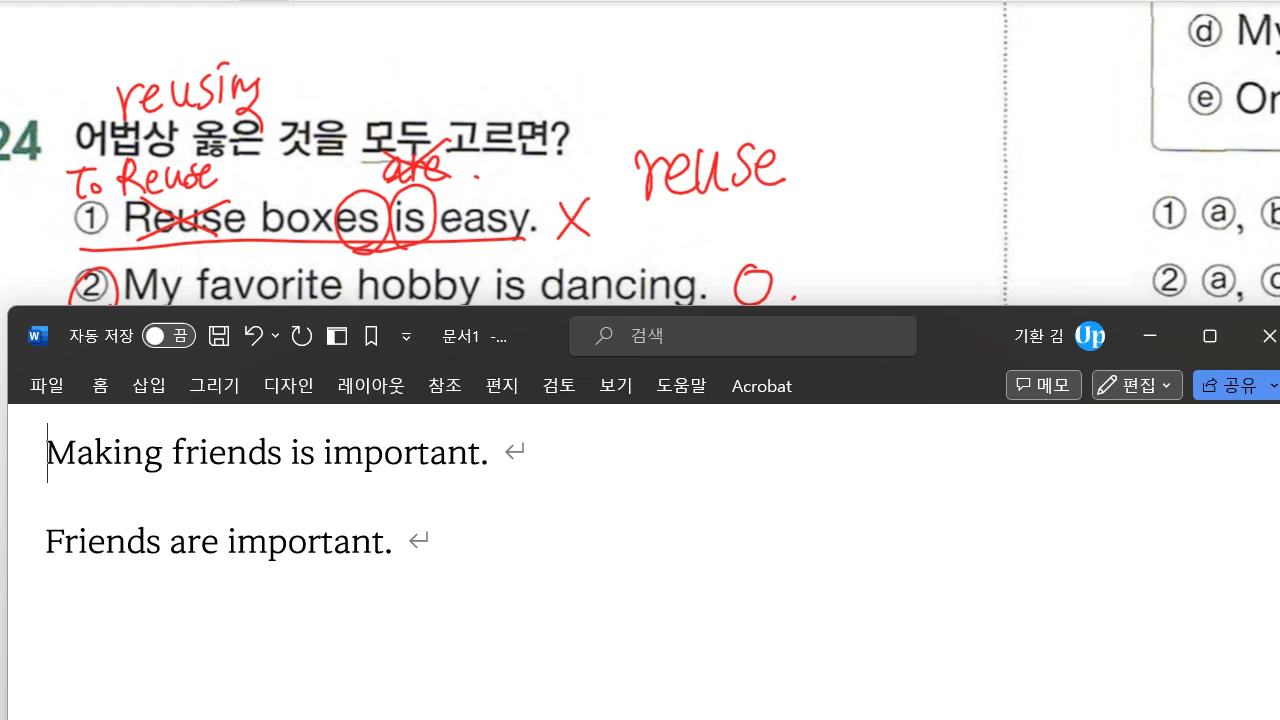 ⓓ My
reusing
ⓔ On
24 어법상 옳은 것을 모두 고르면?
To Reuse are.
reuse
① Reuse boxes is easy. X
① ⓐ, ⓑ
② My favorite hobby is dancing. O.
② ⓐ, ⓒ
자동 저장 끔 문서1 -... 검색 기환 김 Up
파일 홈 삽입 그리기 디자인 레이아웃 참조 편지 검토 보기 도움말 Acrobat 메모 편집 공유
Making friends is important. ↵
Friends are important. ↵